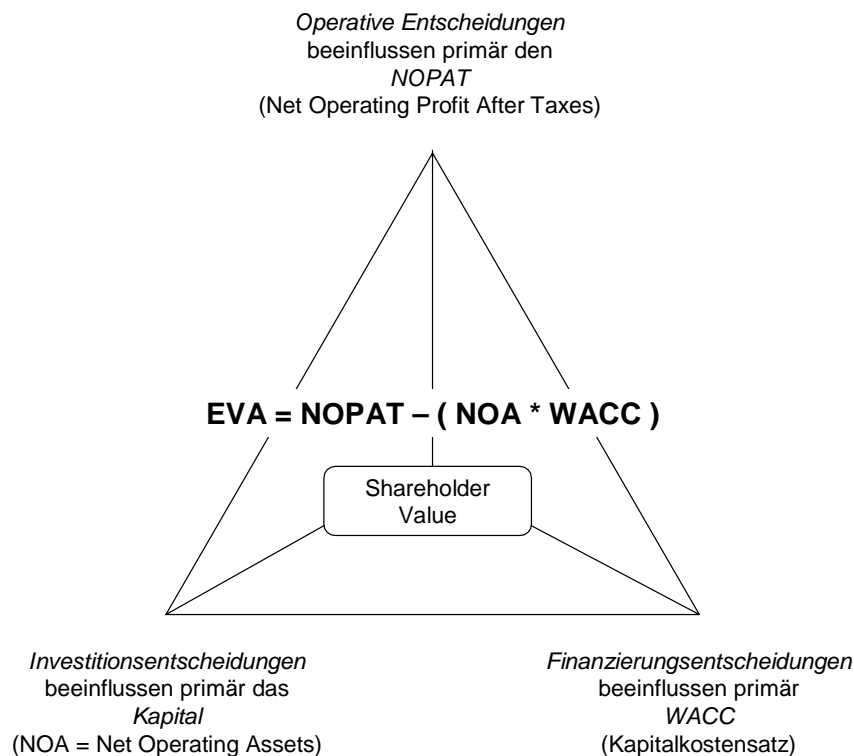 Operative Entscheidungen
beeinflussen primär den
NOPAT
(Net Operating Profit After Taxes)
EVA = NOPAT – ( NOA * WACC )
Shareholder
Value
Investitionsentscheidungen
beeinflussen primär das
Kapital
(NOA = Net Operating Assets)
Finanzierungsentscheidungen
beeinflussen primär
WACC
(Kapitalkostensatz)